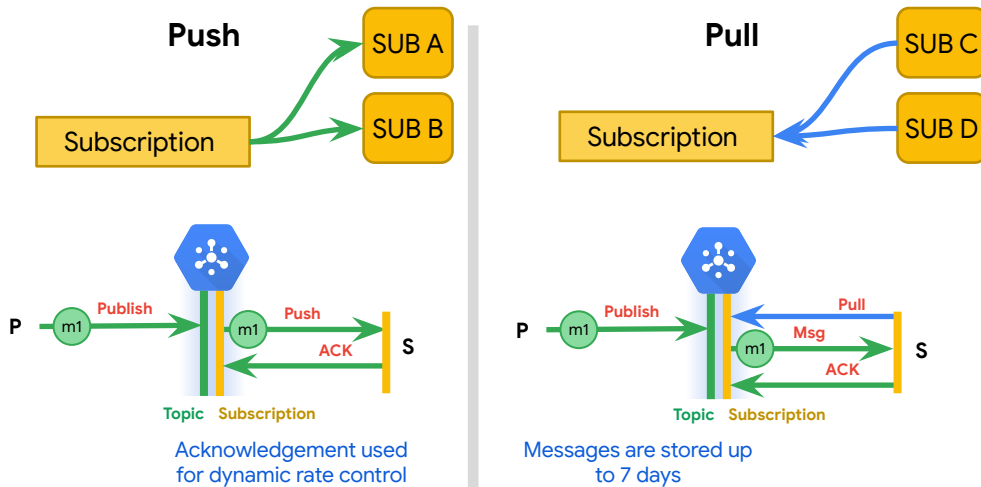 Push
SUB A
SUB B
Subscription
P
m1
Publish
m1
Push
ACK
S
Topic
Subscription
Acknowledgement used
for dynamic rate control
Pull
SUB C
SUB D
Subscription
P
m1
Publish
Pull
m1
Msg
ACK
S
Topic
Subscription
Messages are stored up
to 7 days